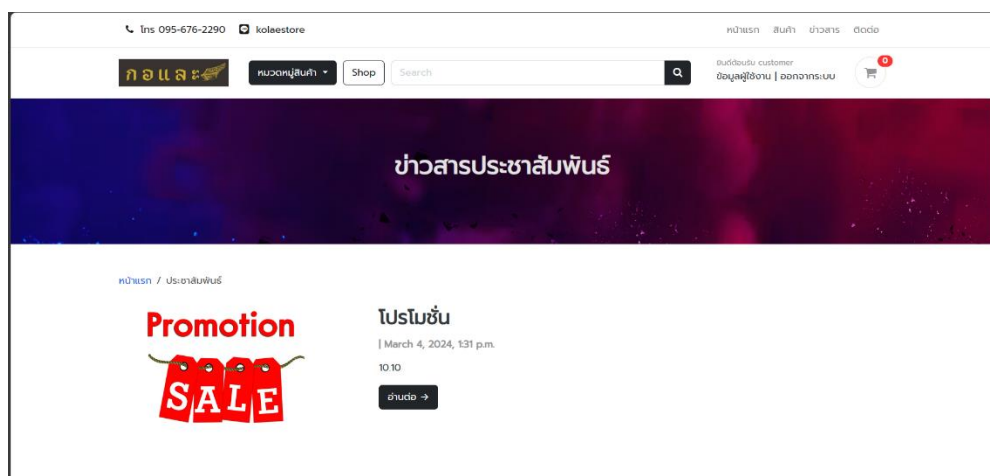 โทร 095-676-2290 kolaestore
หน้าแรก สินค้า ข่าวสาร ติดต่อ
กอและ
หมวดหมู่สินค้า Shop Search
ยินดีต้อนรับ customer
ข้อมูลผู้ใช้งาน | ออกจากระบบ
0
ข่าวสารประชาสัมพันธ์
หน้าแรก / ประชาสัมพันธ์
Promotion
SALE
โปรโมชั่น
| March 4, 2024, 1:31 p.m.
10.10
อ่านต่อ →